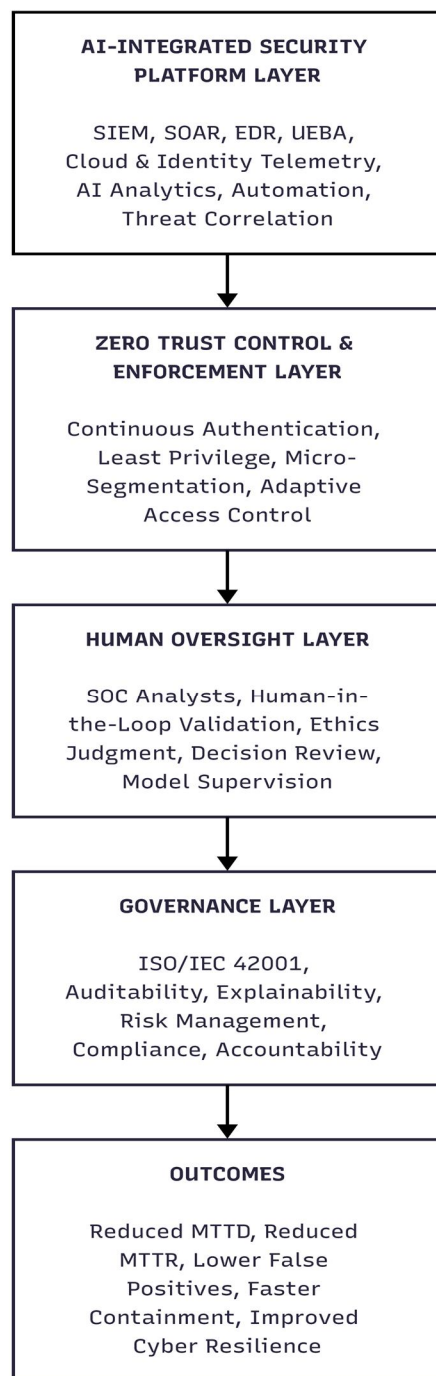 AI-INTEGRATED SECURITY
PLATFORM LAYER
SIEM, SOAR, EDR, UEBA,
Cloud & Identity Telemetry,
AI Analytics, Automation,
Threat Correlation
ZERO TRUST CONTROL &
ENFORCEMENT LAYER
Continuous Authentication,
Least Privilege, Micro-
Segmentation, Adaptive
Access Control
HUMAN OVERSIGHT LAYER
SOC Analysts, Human-in-
the-Loop Validation, Ethics
Judgment, Decision Review,
Model Supervision
GOVERNANCE LAYER
ISO/IEC 42001,
Auditability, Explainability,
Risk Management,
Compliance, Accountability
OUTCOMES
Reduced MTTD, Reduced
MTTR, Lower False
Positives, Faster
Containment, Improved
Cyber Resilience